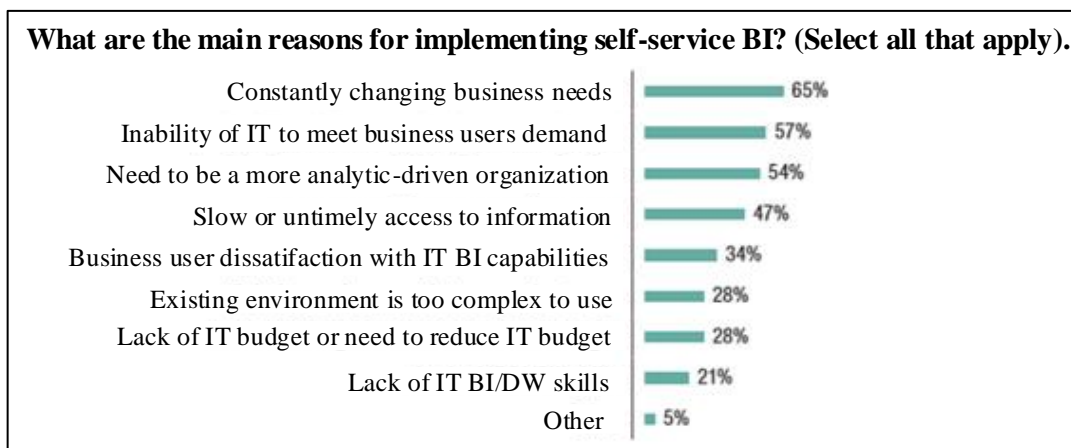 What are the main reasons for implementing self-service BI? (Select all that apply).
Constantly changing business needs 65%
Inability of IT to meet business users demand 57%
Need to be a more analytic-driven organization 54%
Slow or untimely access to information 47%
Business user dissatifaction with IT BI capabilities 34%
Existing environment is too complex to use 28%
Lack of IT budget or need to reduce IT budget 28%
Lack of IT BI/DW skills 21%
Other 5%